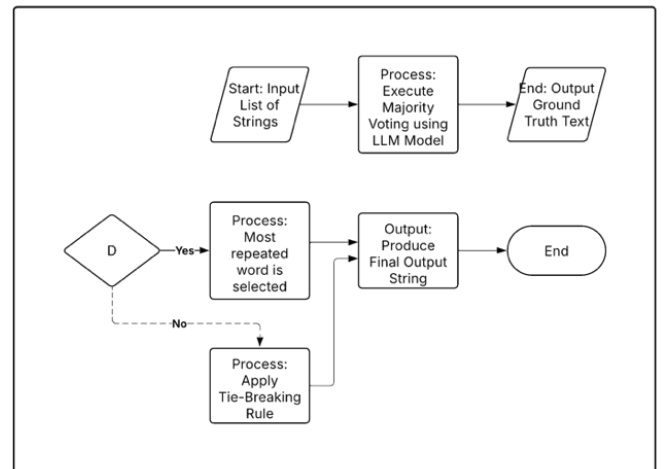 Start: Input
List of
Strings
Process:
Execute
Majority
Voting using
LLM Model
End: Output
Ground
Truth Text
D
Yes
Process:
Most
repeated
word is
selected
Output:
Produce
Final Output
String
End
No
Process:
Apply
Tie-Breaking
Rule